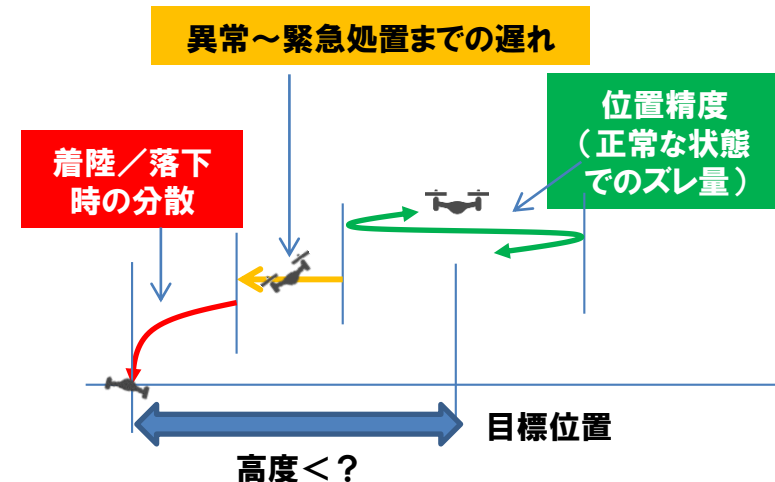 異常～緊急処置までの遅れ
位置精度
（正常な状態
でのズレ量）
着陸／落下
時の分散
目標位置
高度＜？